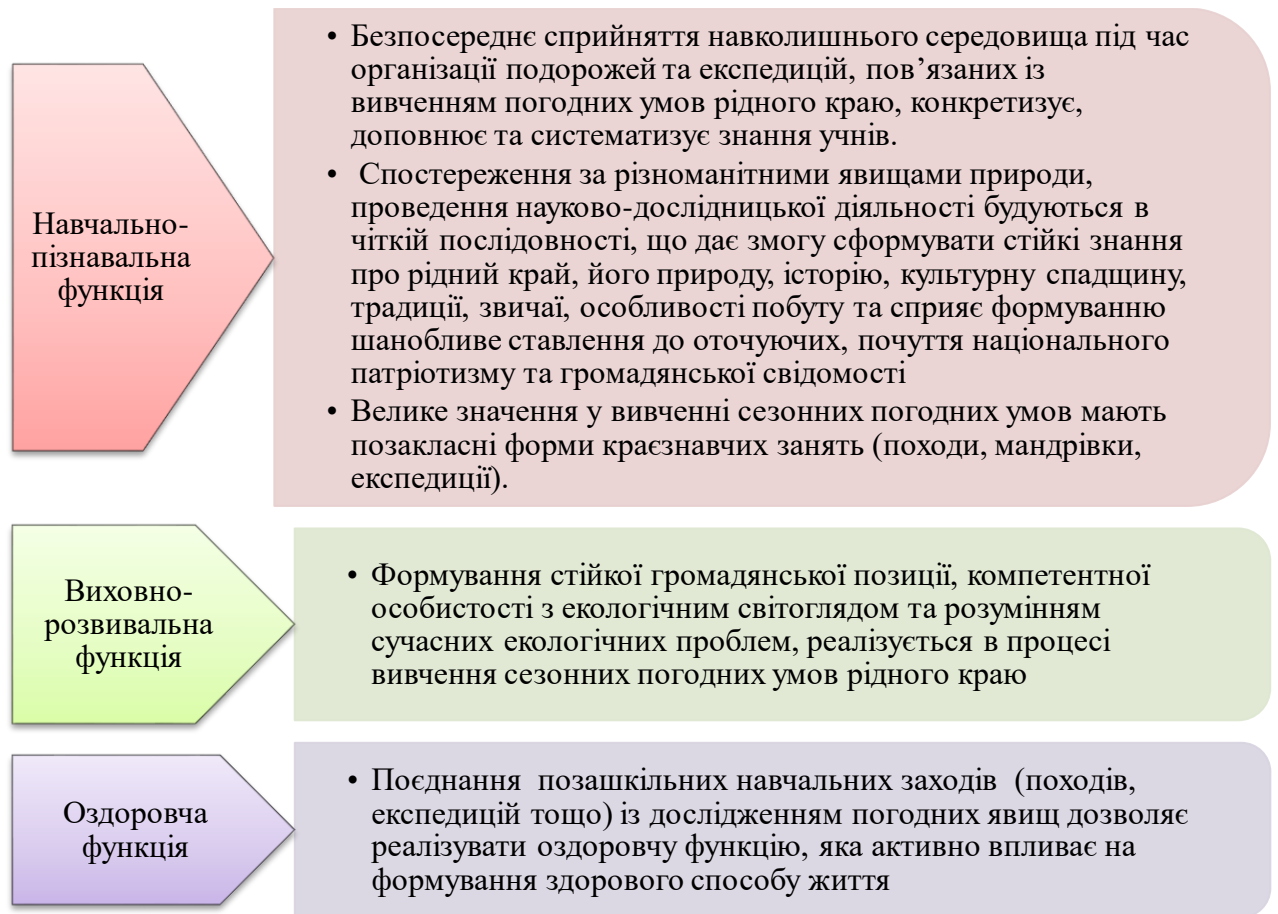 Навчально-
пізнавальна
функція
• Безпосереднє сприйняття навколишнього середовища під час
організації подорожей та експедицій, пов’язаних із
вивченням погодних умов рідного краю, конкретизує,
доповнює та систематизує знання учнів.
• Спостереження за різноманітними явищами природи,
проведення науково-дослідницької діяльності будуються в
чіткій послідовності, що дає змогу сформувати стійкі знання
про рідний край, його природу, історію, культурну спадщину,
традиції, звичаї, особливості побуту та сприяє формуванню
шанобливе ставлення до оточуючих, почуття національного
патріотизму та громадянської свідомості
• Велике значення у вивченні сезонних погодних умов мають
позакласні форми краєзнавчих занять (походи, мандрівки,
експедиції).
Виховно-
розвивальна
функція
• Формування стійкої громадянської позиції, компетентної
особистості з екологічним світоглядом та розумінням
сучасних екологічних проблем, реалізується в процесі
вивчення сезонних погодних умов рідного краю
Оздоровча
функція
• Поєднання позашкільних навчальних заходів (походів,
експедицій тощо) із дослідженням погодних явищ дозволяє
реалізувати оздоровчу функцію, яка активно впливає на
формування здорового способу життя